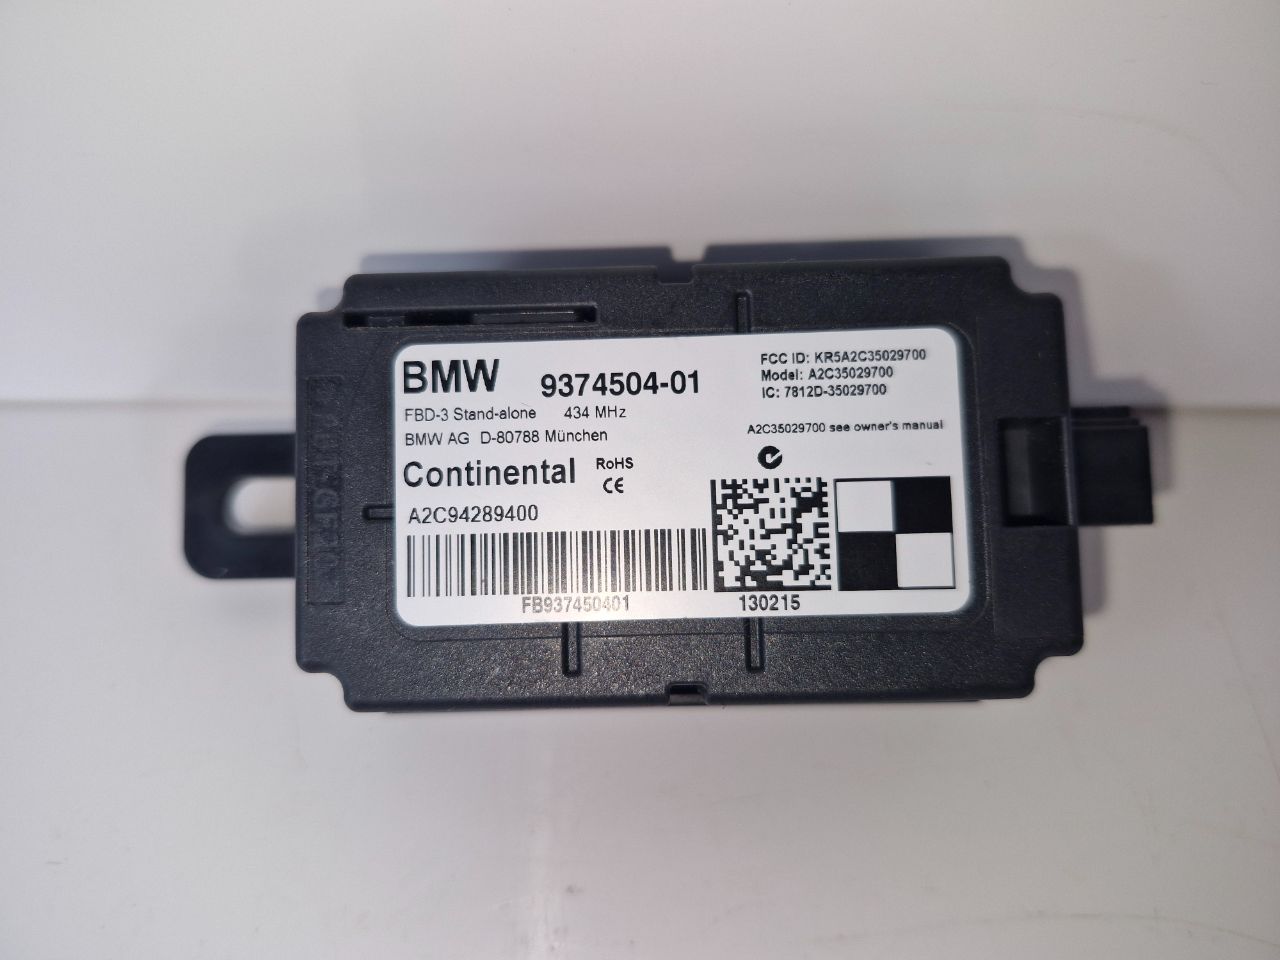 BMW 9374504-01
FBD-3 Stand-alone 434 MHz
BMW AG D-80788 München
Continental RoHS
CE
A2C94289400
FB937450401
FCC ID: KR5A2C35029700
Model: A2C35029700
IC: 7812D-35029700
A2C35029700 see owner's manual
130215